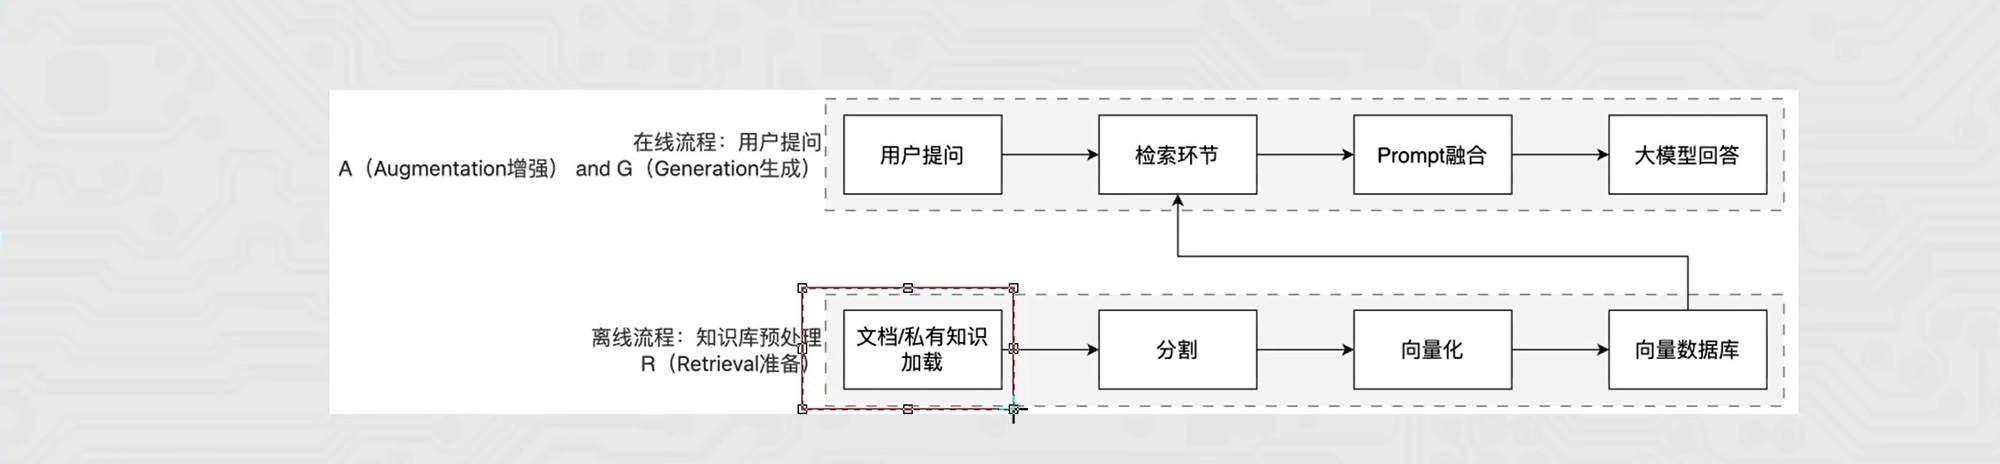 在线流程：用户提问
A（Augmentation增强） and G（Generation生成）
用户提问
检索环节
Prompt融合
大模型回答
离线流程：知识库预处理
R（Retrieval准备）
文档/私有知识
加载
分割
向量化
向量数据库